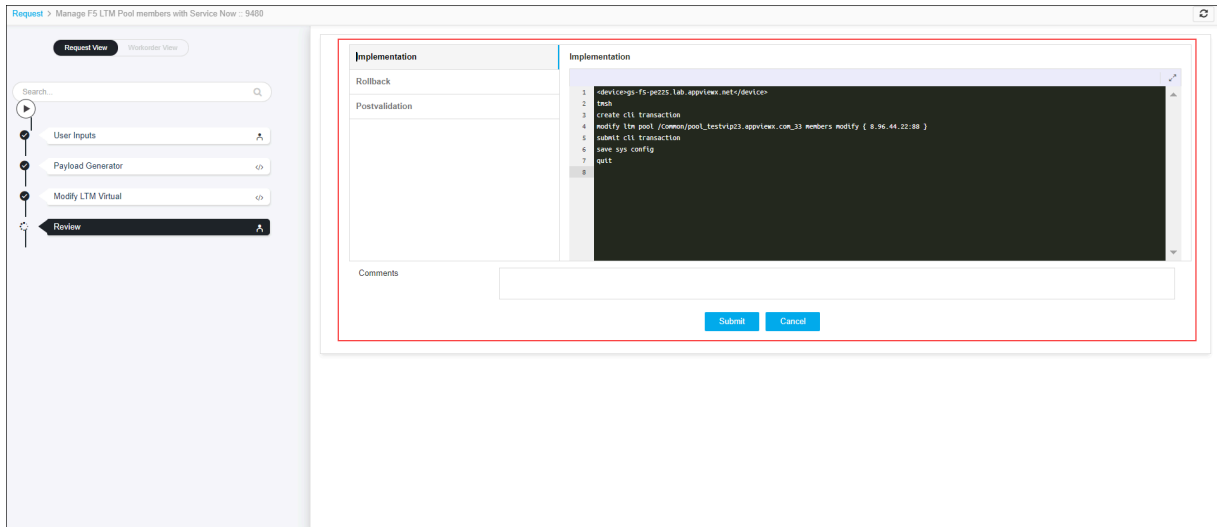 Request > Manage F5 LTM Pool members with Service Now :: 9480
Request View
Workorder View
Search...
User Inputs
Payload Generator
Modify LTM Virtual
Review
Implementation
Rollback
Postvalidation
Implementation
1 <device>gs-f5-pe225.lab.appviewx.net</device>
2 tmsh
3 create cli transaction
4 modify ltm pool /Common/pool_testvip23.appviewx.com_33 members modify { 8.96.44.22:88 }
5 submit cli transaction
6 save sys config
7 quit
8
Comments
Submit
Cancel